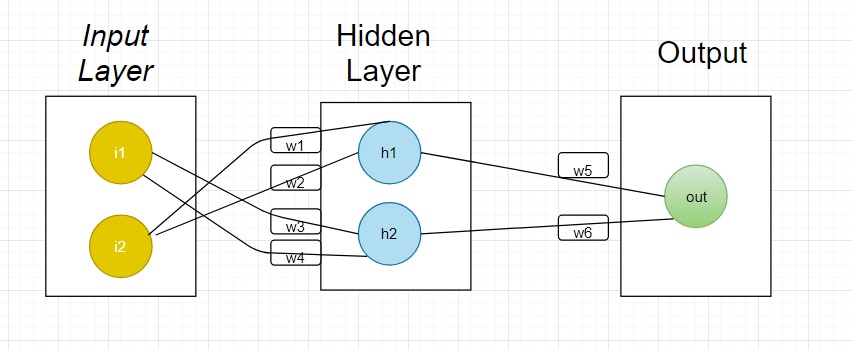 Input
Layer
Hidden
Layer
Output
i1
i2
w1
w2
w3
w4
h1
h2
w5
w6
out